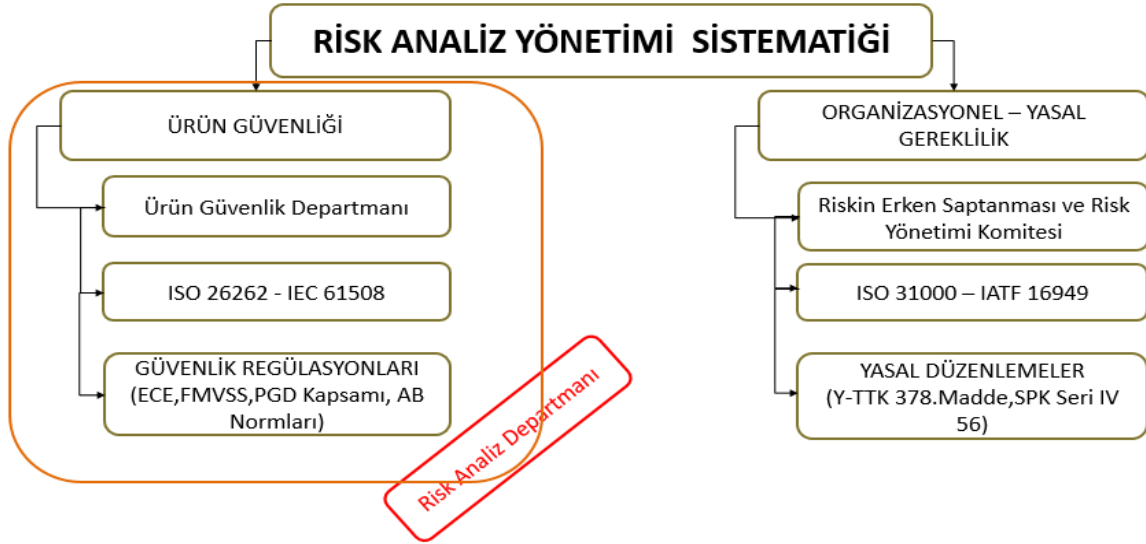 RİSK ANALİZ YÖNETİMİ SİSTEMATİĞİ
ÜRÜN GÜVENLİĞİ
Ürün Güvenlik Departmanı
ISO 26262 - IEC 61508
GÜVENLİK REGÜLASYONLARI
(ECE,FMVSS,PGD Kapsamı, AB
Normları)
Risk Analiz Departmanı
ORGANİZASYONEL – YASAL
GEREKLİLİK
Riskin Erken Saptanması ve Risk
Yönetimi Komitesi
ISO 31000 – IATF 16949
YASAL DÜZENLEMELER
(Y-TTK 378.Madde,SPK Seri IV
56)